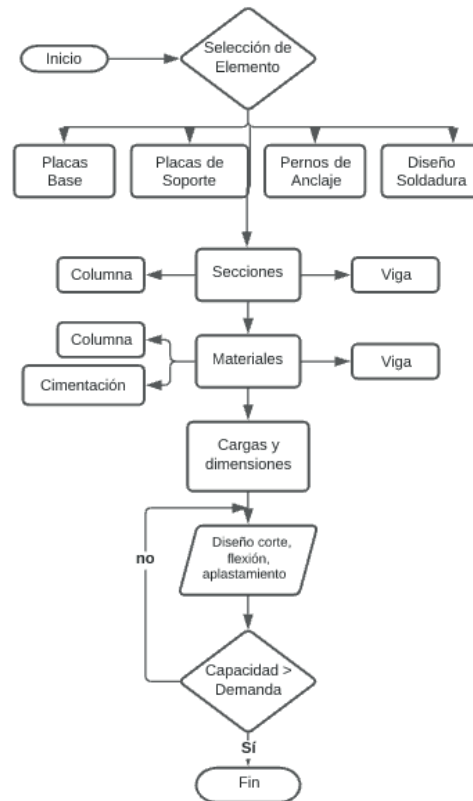 Inicio
Selección de
Elemento
Placas
Base
Placas de
Soporte
Pernos de
Anclaje
Diseño
Soldadura
Columna
Secciones
Viga
Columna
Cimentación
Materiales
Viga
Cargas y
dimensiones
Diseño corte,
flexión,
aplastamiento
no
Capacidad >
Demanda
Sí
Fin